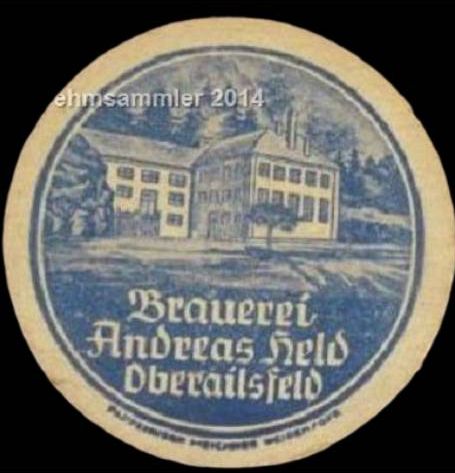 ehmsammler 2014
Brauerei
Andreas Held
Oberailsfeld